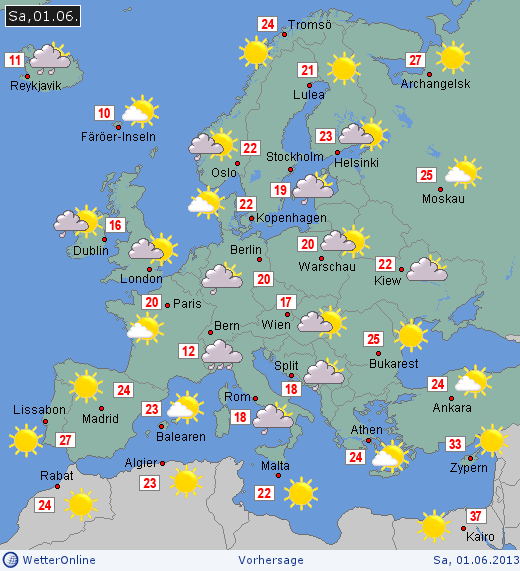 Sa,01.06.
24
Tromsö
11
Reykjavik
27
Archangelsk
21
Lulea
10
Färöer-Inseln
23
Helsinki
22
Oslo
Stockholm
19
25
Moskau
22
Kopenhagen
16
Dublin
London
Berlin
20
20
Warschau
22
Kiew
20
Paris
17
Wien
Bern
12
25
Bukarest
Split
18
24
Madrid
Lissabon
27
23
Balearen
Rom
18
24
Ankara
Athen
24
33
Zypern
Rabat
24
Algier
23
Malta
22
37
Kairo
WetterOnline
Vorhersage
Sa, 01.06.2013